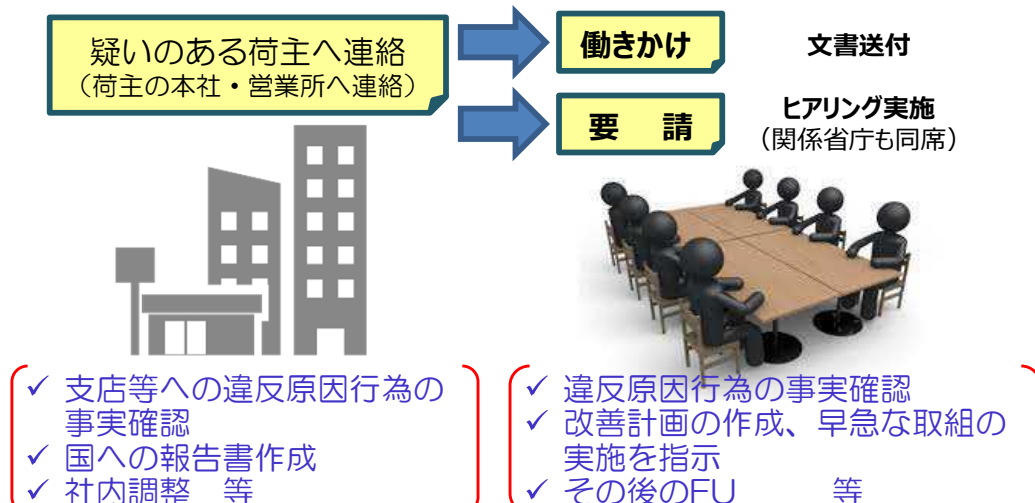 疑いのある荷主へ連絡
（荷主の本社・営業所へ連絡）
働きかけ
文書送付
要　請
ヒアリング実施
（関係省庁も同席）
✓ 支店等への違反原因行為の
事実確認
✓ 国への報告書作成
✓ 社内調整　等
✓ 違反原因行為の事実確認
✓ 改善計画の作成、早急な取組の
実施を指示
✓ その後のFU　　　等